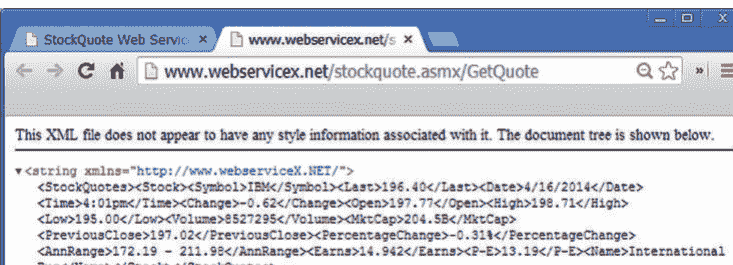 StockQuote Web Servic
www.webservicex.net/s
www.webservicex.net/stockquote.asmx/GetQuote
This XML file does not appear to have any style information associated with it. The document tree is shown below.
▼<string xmlns="http://www.webserviceX.NET/">
<StockQuotes><Stock><Symbol>IBM</Symbol><Last>196.40</Last><Date>4/16/2014</Date>
<Time>4:01pm</Time><Change>-0.62</Change><Open>197.77</Open><High>198.71</High>
<Low>195.00</Low><Volume>8527295</Volume><MktCap>204.5B</MktCap>
<PreviousClose>197.02</PreviousClose><PercentageChange>-0.31%</PercentageChange>
<AnnRange>172.19 - 211.98</AnnRange><Earns>14.942</Earns><P-E>13.19</P-E><Name>International